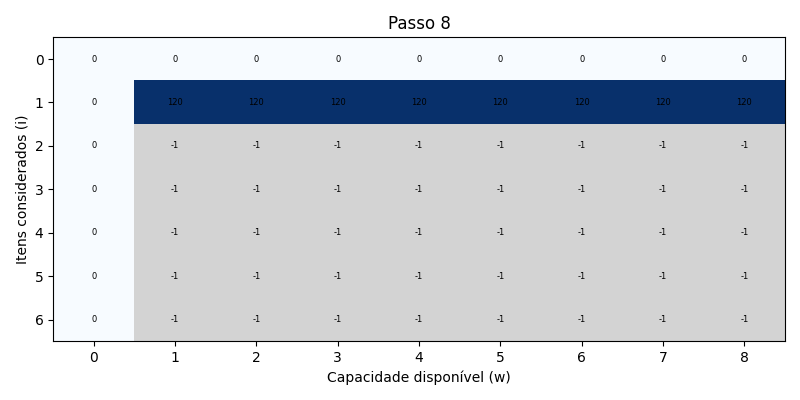 Passo 8
0 0 0 0 0 0 0 0 0 0
1 0 120 120 120 120 120 120 120 120
2 0 -1 -1 -1 -1 -1 -1 -1 -1
3 0 -1 -1 -1 -1 -1 -1 -1 -1
4 0 -1 -1 -1 -1 -1 -1 -1 -1
5 0 -1 -1 -1 -1 -1 -1 -1 -1
6 0 -1 -1 -1 -1 -1 -1 -1 -1
0 1 2 3 4 5 6 7 8
Itens considerados (i)
Capacidade disponível (w)